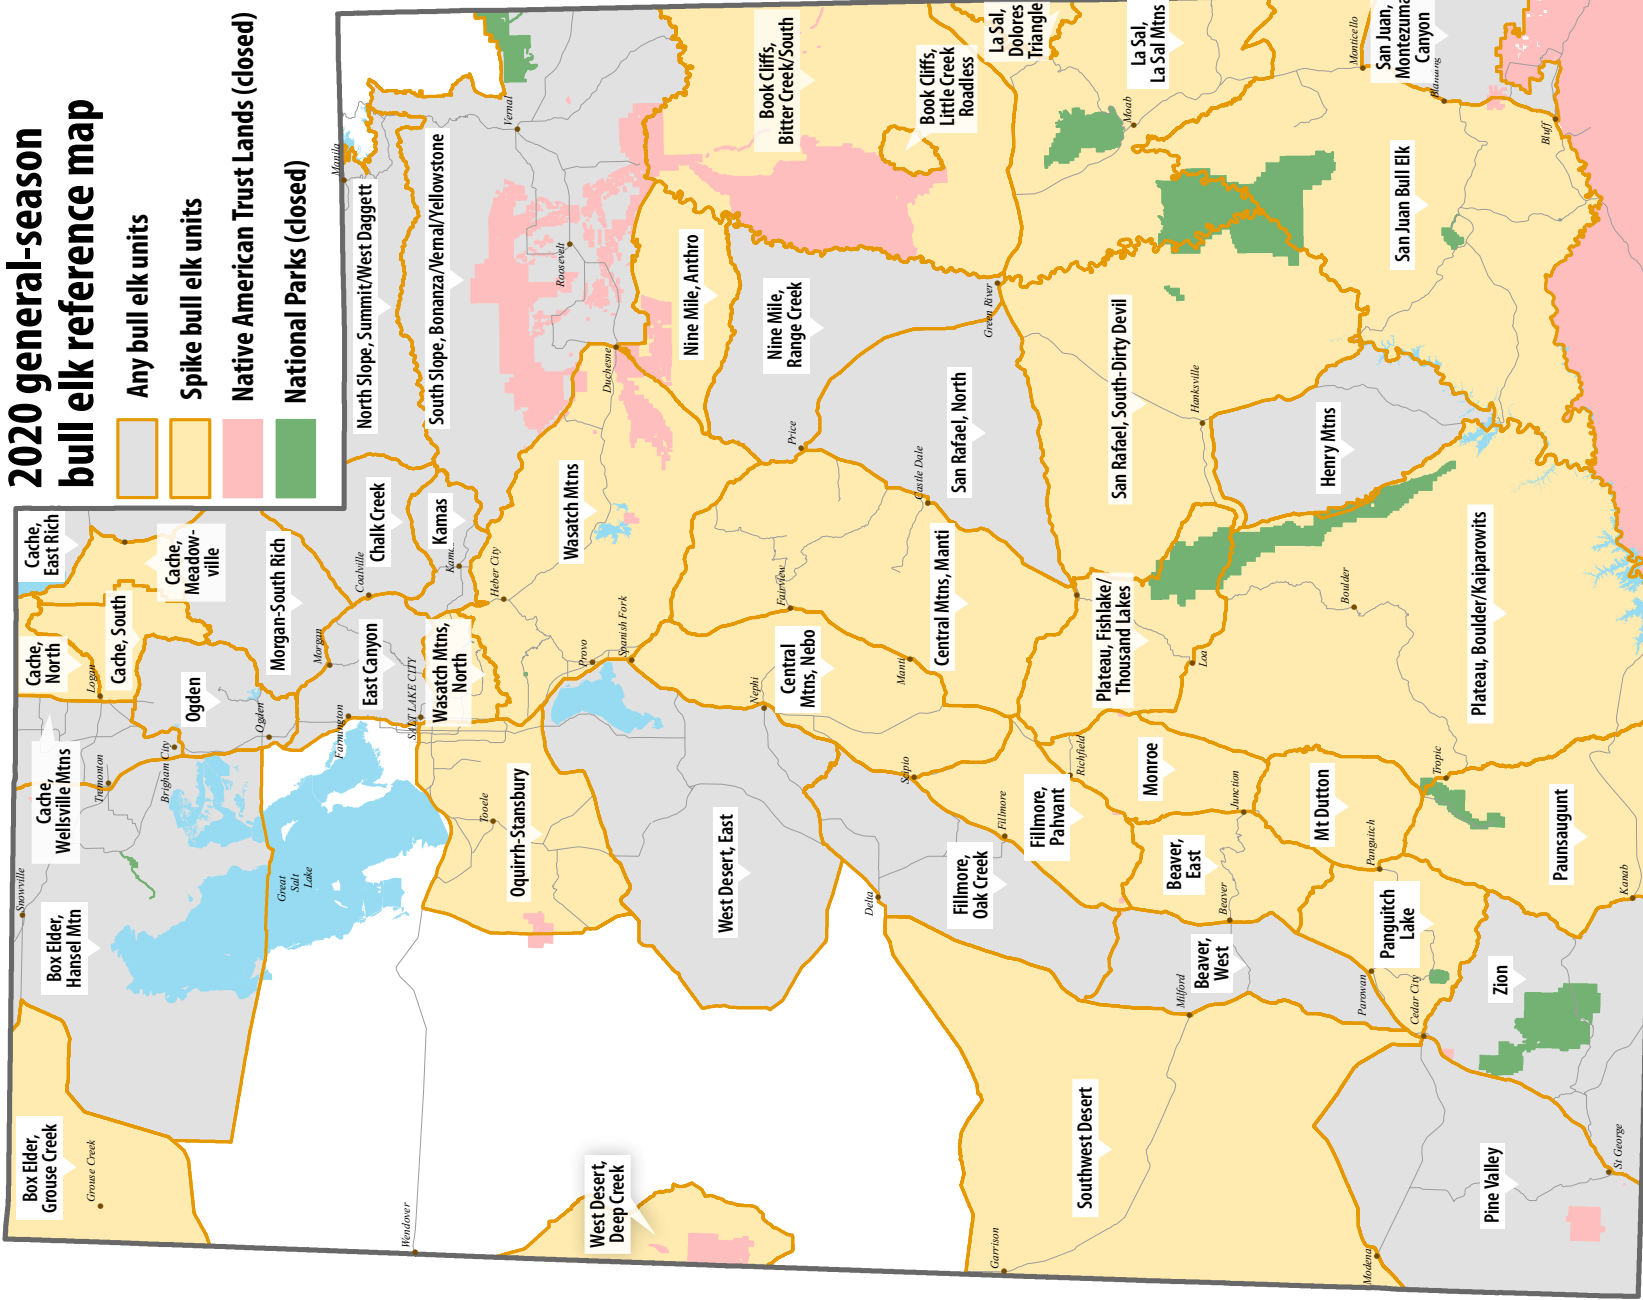 2020 general-season
bull elk reference map
Any bull elk units
Spike bull elk units
Native American Trust Lands (closed)
National Parks (closed)
Box Elder,
Grouse Creek
Grouse Creek
Snowville
Box Elder,
Hansel Mtn
Cache,
Wellsville Mtns
Tremonton
Brigham City
Cache,
North
Logan
Cache, South
Cache,
East Rich
Cache,
Meadow-
ville
Ogden
Ogden
Morgan-South Rich
Morgan
Great
Salt
Lake
Farmington
East Canyon
Coalville
Chalk Creek
SALT LAKE CITY
Wasatch Mtns,
North
Kamas
Heber City
North Slope, Summit/West Daggett
Manila
South Slope, Bonanza/Vernal/Yellowstone
Vernal
Roosevelt
Duchesne
Wendover
Tooele
Oquirrh-Stansbury
Provo
Spanish Fork
Wasatch Mtns
West Desert,
Deep Creek
West Desert, East
Nine Mile, Anthro
Nine Mile,
Range Creek
Book Cliffs,
Bitter Creek/South
Book Cliffs,
Little Creek
Roadless
Nephi
Central
Mtns, Nebo
Fairview
Price
Manti
Central Mtns, Manti
Castle Dale
San Rafael, North
Green River
La Sal,
Dolores
Triangle
La Sal,
La Sal Mtns
Moab
Delta
Scipio
Fillmore,
Oak Creek
Fillmore
Fillmore,
Pahvant
Richfield
Garrison
Southwest Desert
Milford
Beaver,
West
Beaver
Beaver,
East
Monroe
Junction
Plateau, Fishlake/
Thousand Lakes
Loa
San Rafael, South-Dirty Devil
Hanksville
Henry Mtns
Monticello
San Juan,
Canyon
San Juan Bull Elk
Bluff
Boulder
Plateau, Boulder/Kaiparowits
Mt Dutton
Panguitch
Tropic
Panguitch
Lake
Parowan
Cedar City
Modena
Pine Valley
St George
Zion
Paunsaugunt
Kanab